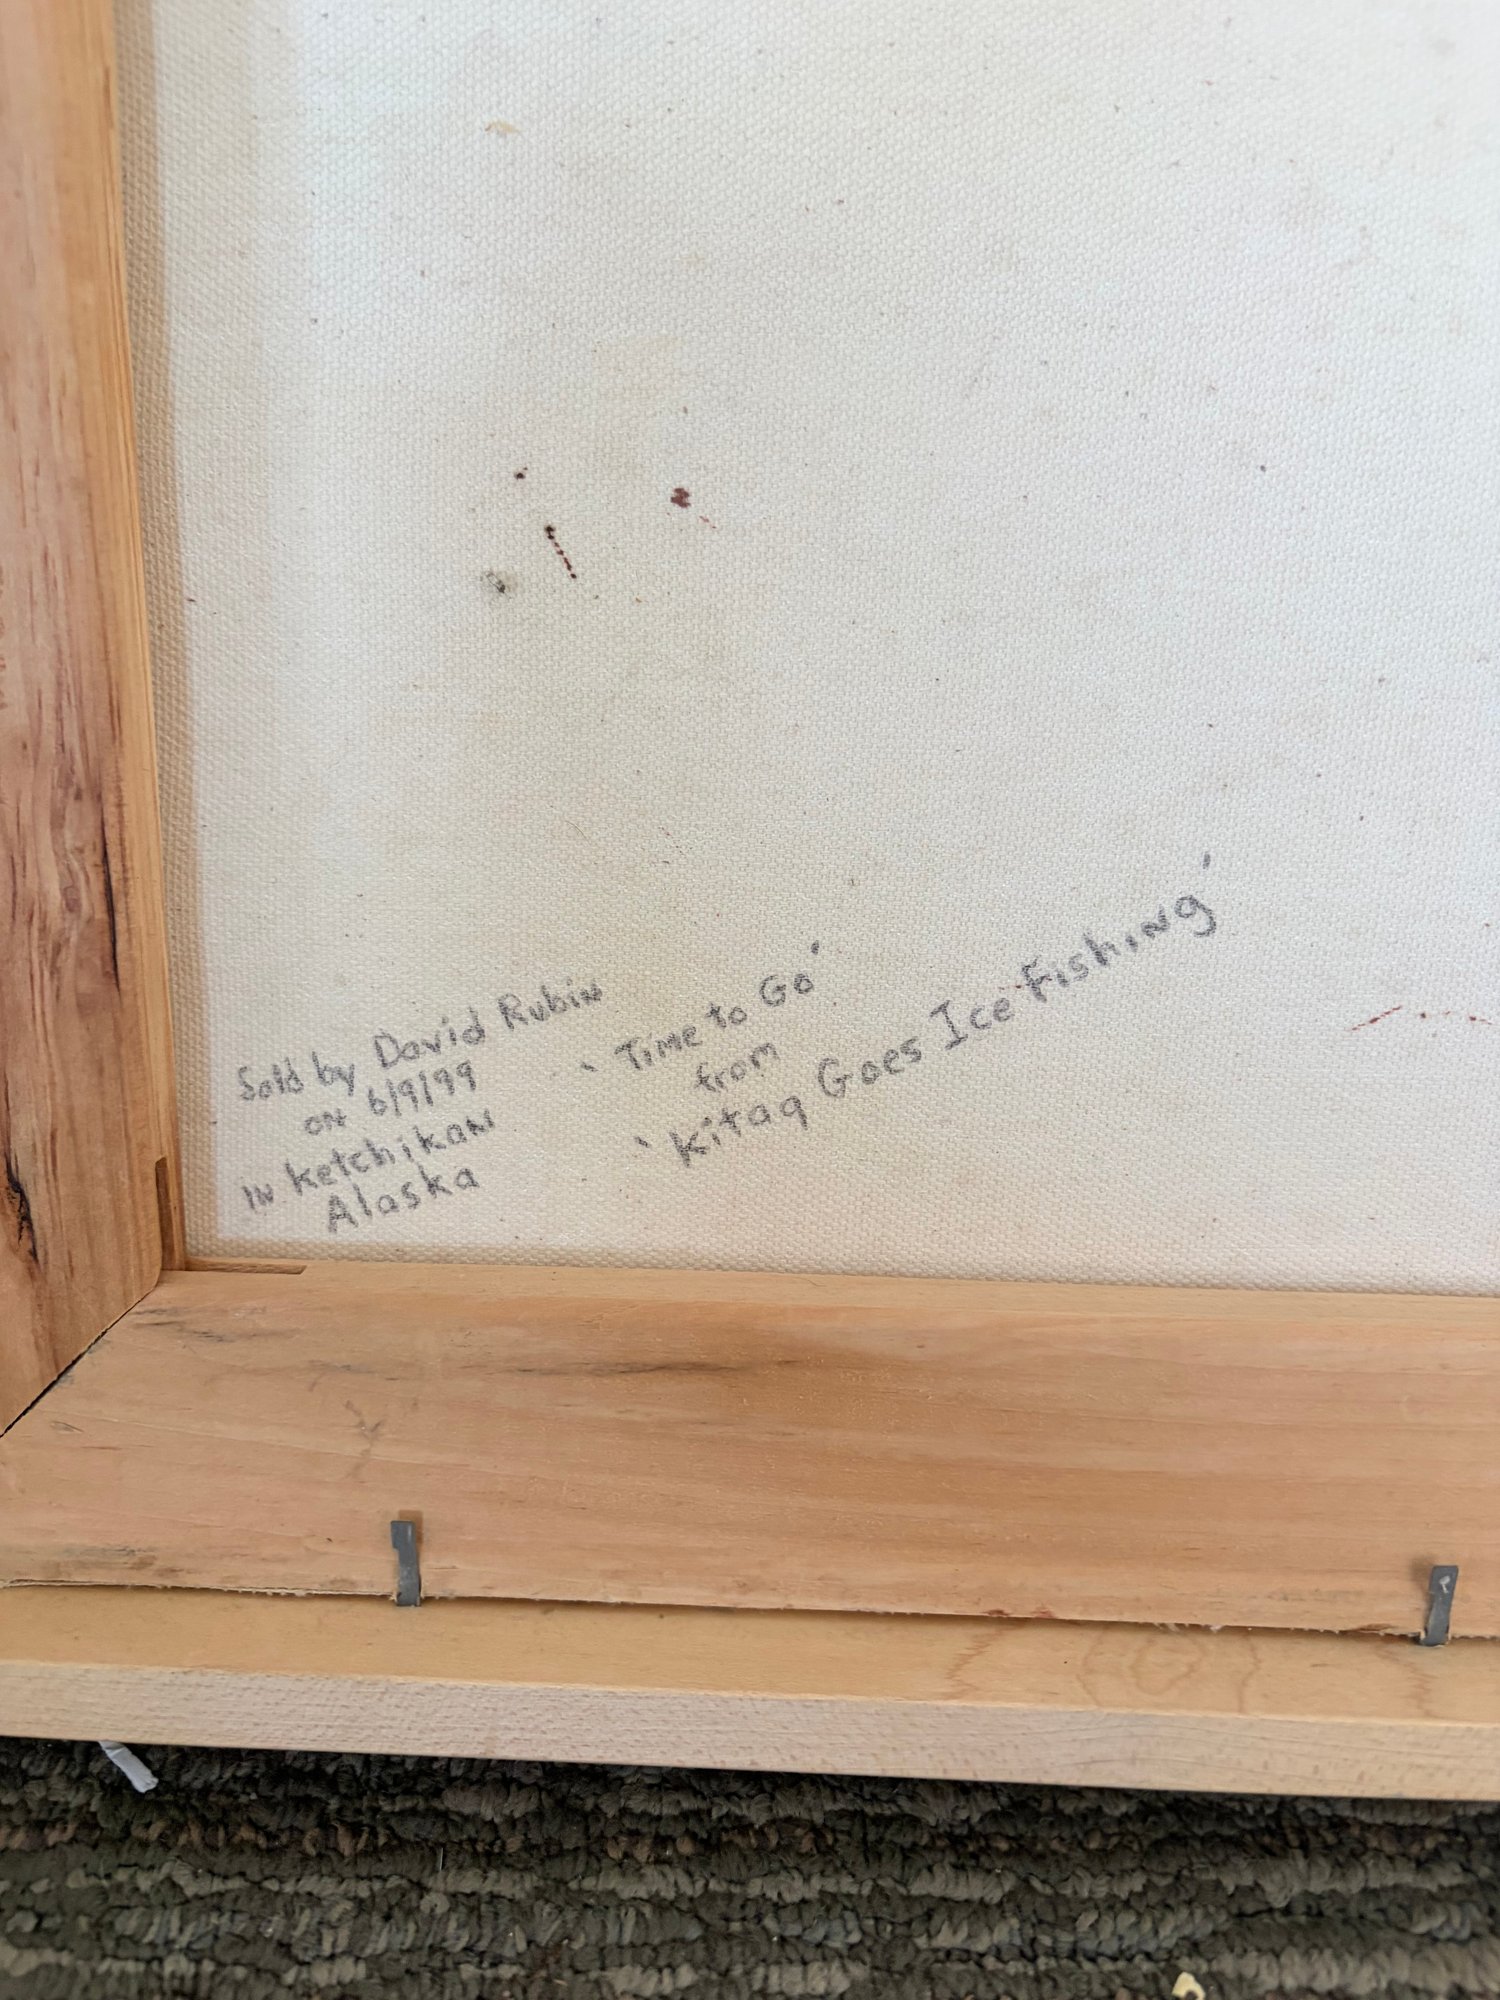 Sold by David Rubin
ON 6/9/99
IN Ketchikan
Alaska
'Time to Go'
from
'Kitaq Goes Ice Fishing'